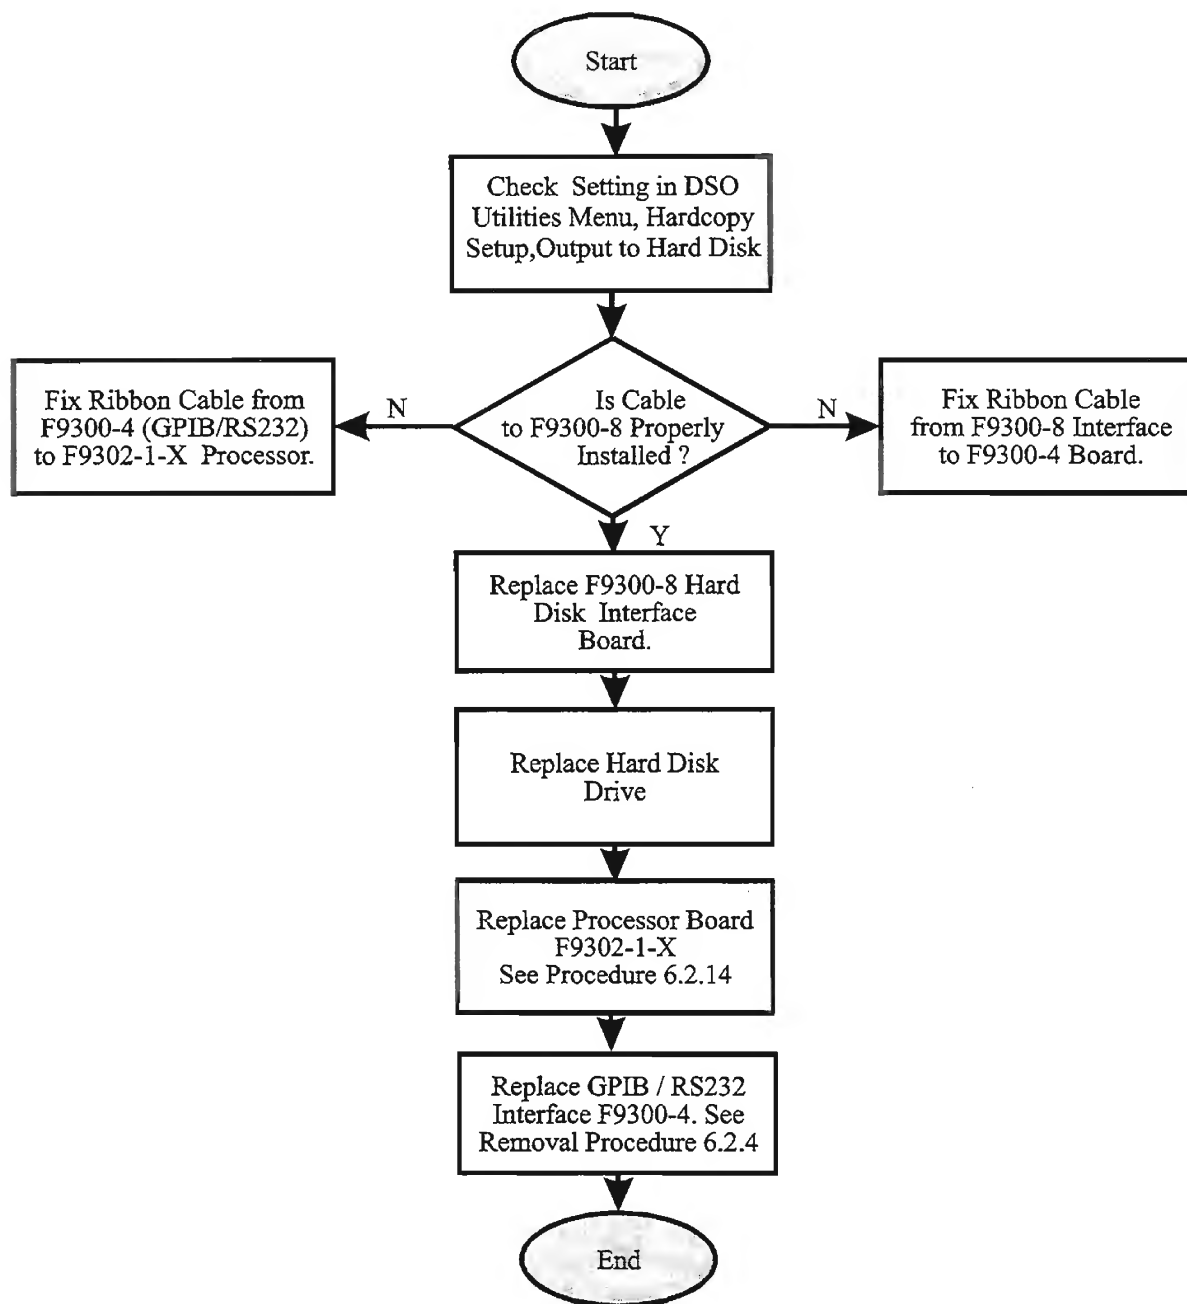 Start
Check Setting in DSO
Utilities Menu, Hardcopy
Setup,Output to Hard Disk
Fix Ribbon Cable from
F9300-4 (GPIB/RS232)
to F9302-1-X Processor.
N
Is Cable
to F9300-8 Properly
Installed ?
N
Fix Ribbon Cable
from F9300-8 Interface
to F9300-4 Board.
Y
Replace F9300-8 Hard
Disk Interface
Board.
Replace Hard Disk
Drive
Replace Processor Board
F9302-1-X
See Procedure 6.2.14
Replace GPIB / RS232
Interface F9300-4. See
Removal Procedure 6.2.4
End